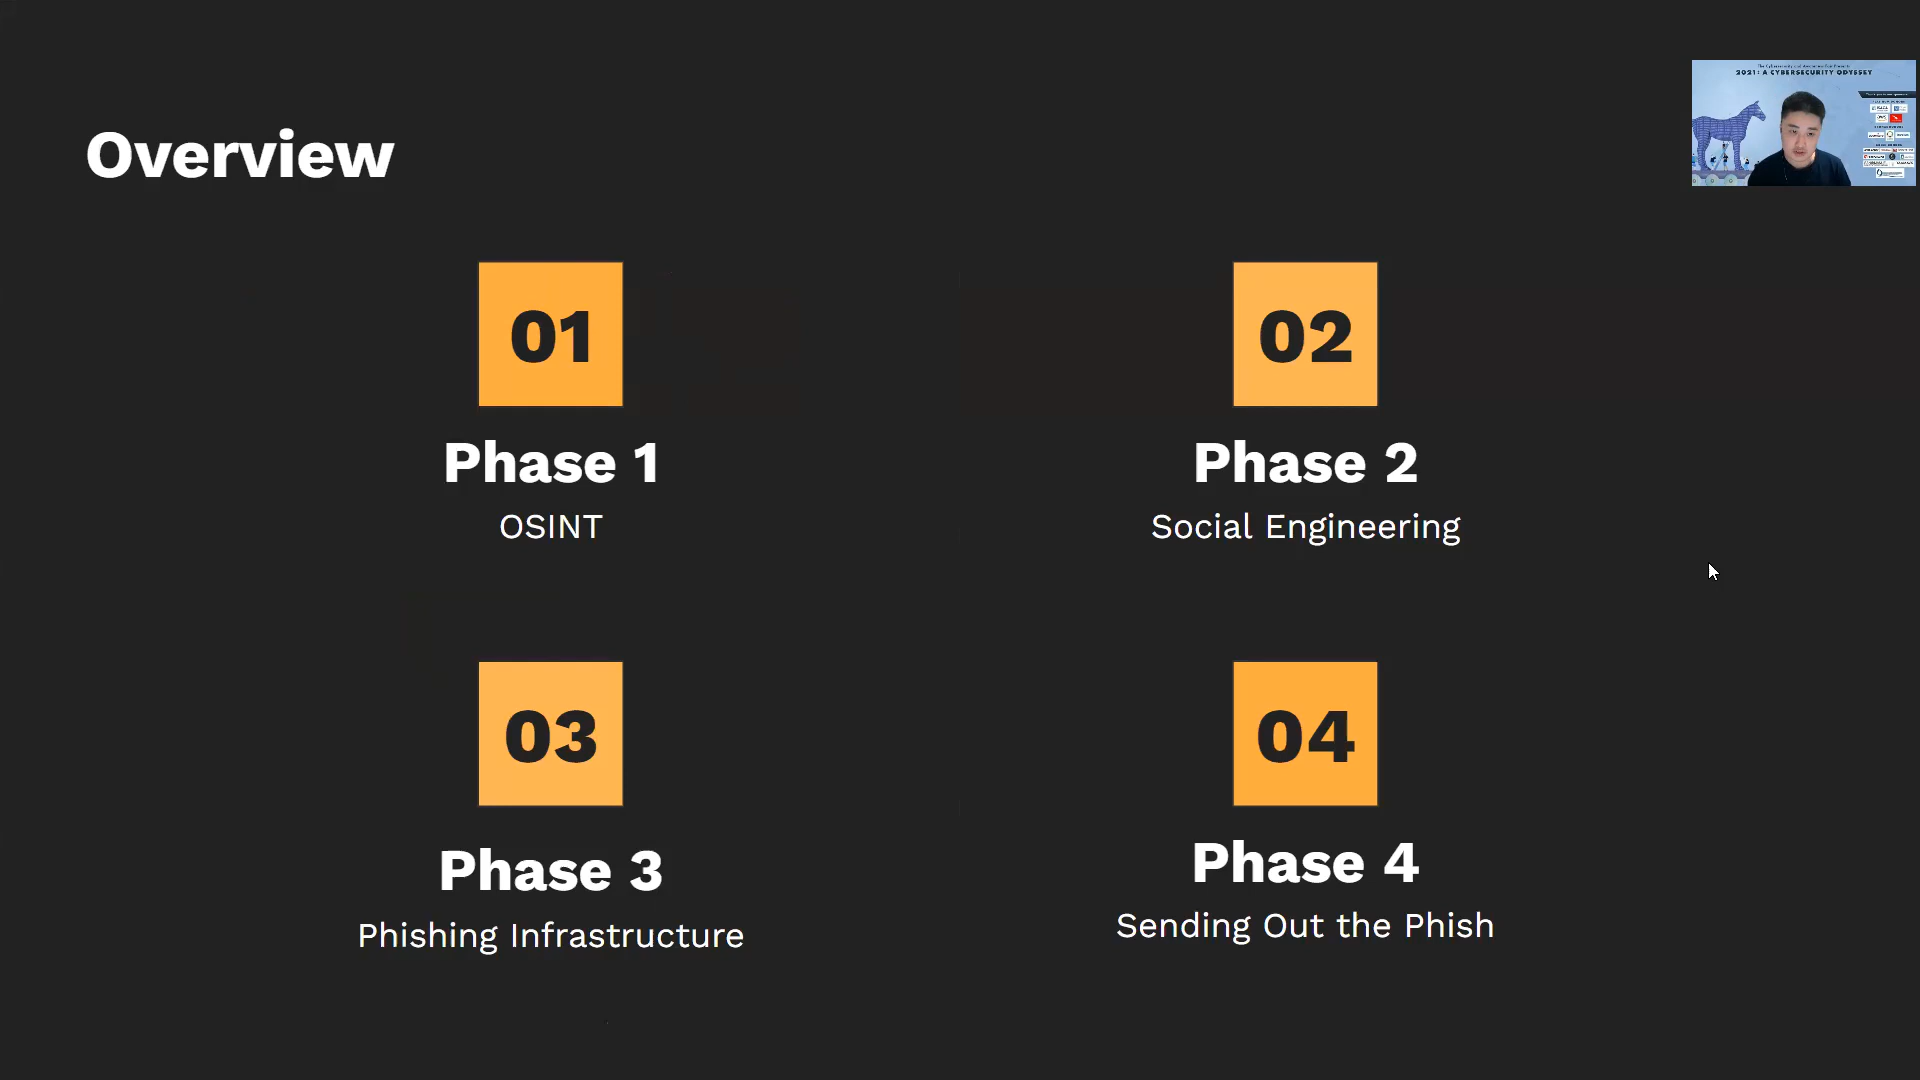 Overview
01
Phase 1
OSINT
02
Phase 2
Social Engineering
03
Phase 3
Phishing Infrastructure
04
Phase 4
Sending Out the Phish
2021: A CYBERSECURITY ODYSSEY